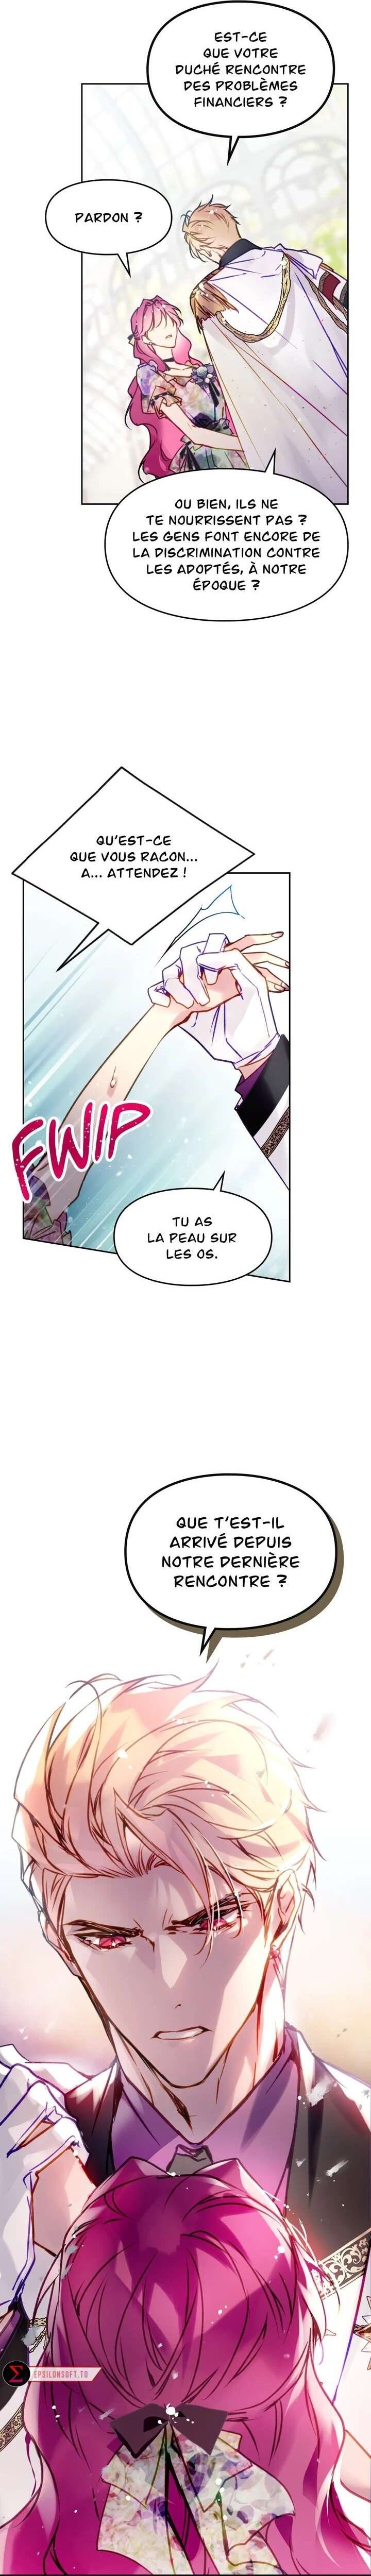 EST-CE
QUE VOTRE
DUCHÉ RENCONTRE
DES PROBLÈMES
FINANCIERS ?
PARDON ?
OU BIEN, ILS NE
TE NOURRISSENT PAS ?
LES GENS FONT ENCORE DE
LA DISCRIMINATION CONTRE
LES ADOPTÉS, À NOTRE
ÉPOQUE ?
QU'EST-CE
QUE VOUS RACON...
A... ATTENDEZ !
FWIP
TU AS
LA PEAU SUR
LES OS.
QUE T'EST-IL
ARRIVÉ DEPUIS
NOTRE DERNIÈRE
RENCONTRE ?
EPSILONSOFT.TO